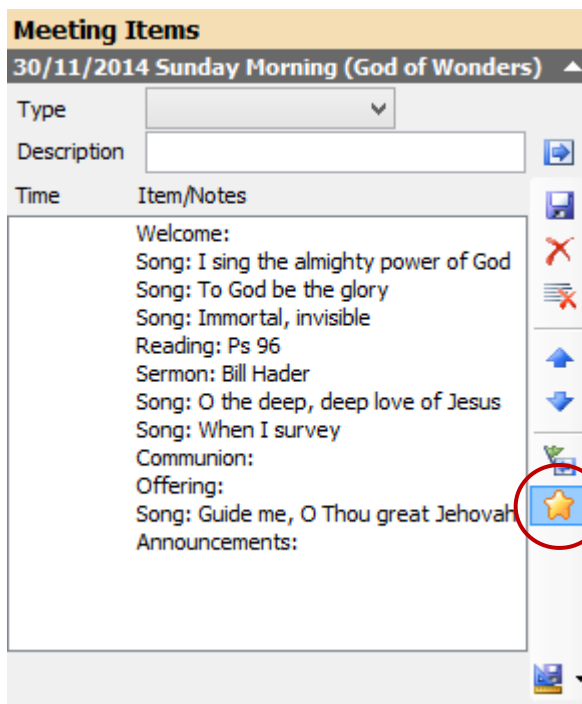 Meeting Items
30/11/2014 Sunday Morning (God of Wonders)
Type
Description
Time Item/Notes
Welcome:
Song: I sing the almighty power of God
Song: To God be the glory
Song: Immortal, invisible
Reading: Ps 96
Sermon: Bill Hader
Song: O the deep, deep love of Jesus
Song: When I survey
Communion:
Offering:
Song: Guide me, O Thou great Jehovah
Announcements: